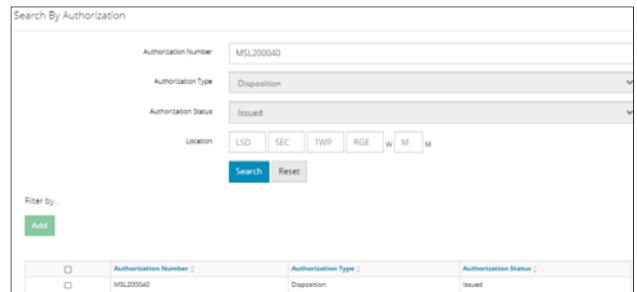 Search By Authorization
Authorization Number MSL200040
Authorization Type Disposition
Authorization Status Issued
Location LSD SEC TWP RGE W M M
Search Reset
Filter by...
Add
Authorization Number Authorization Type Authorization Status
MSL200040 Disposition Issued